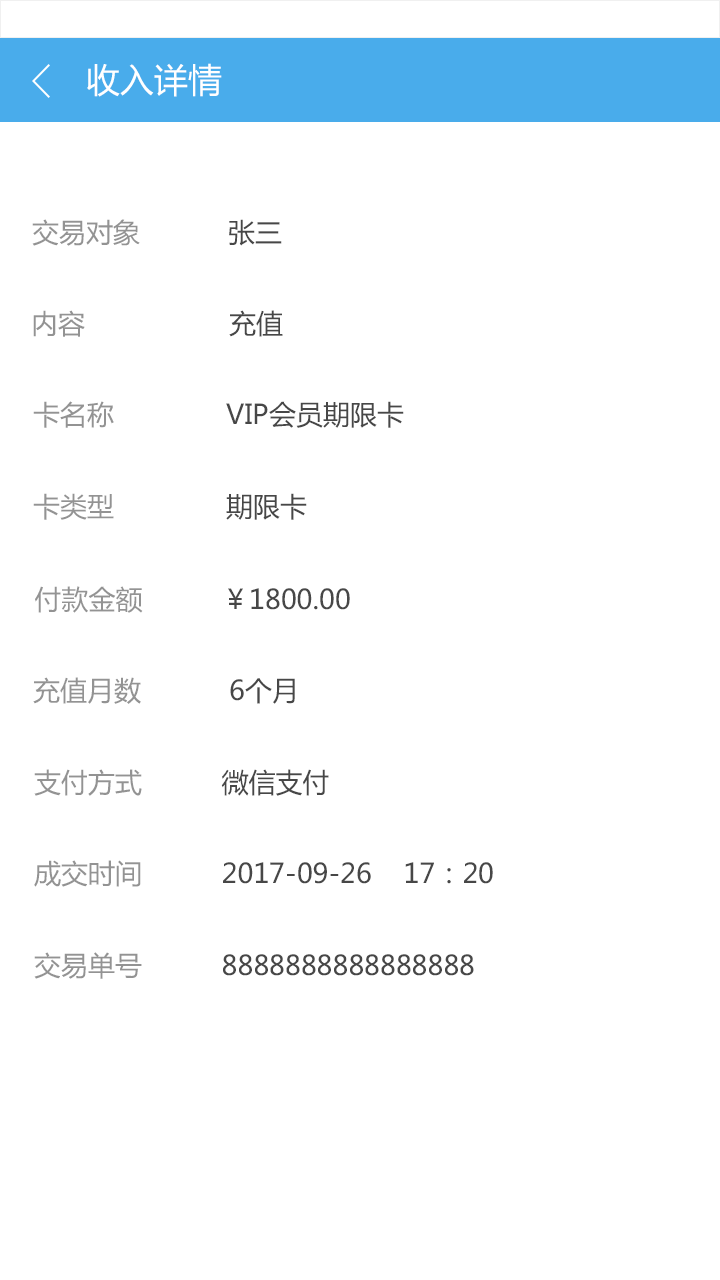 收入详情
交易对象 张三
内容 充值
卡名称 VIP会员期限卡
卡类型 期限卡
付款金额 ¥1800.00
充值月数 6个月
支付方式 微信支付
成交时间 2017-09-26 17：20
交易单号 8888888888888888